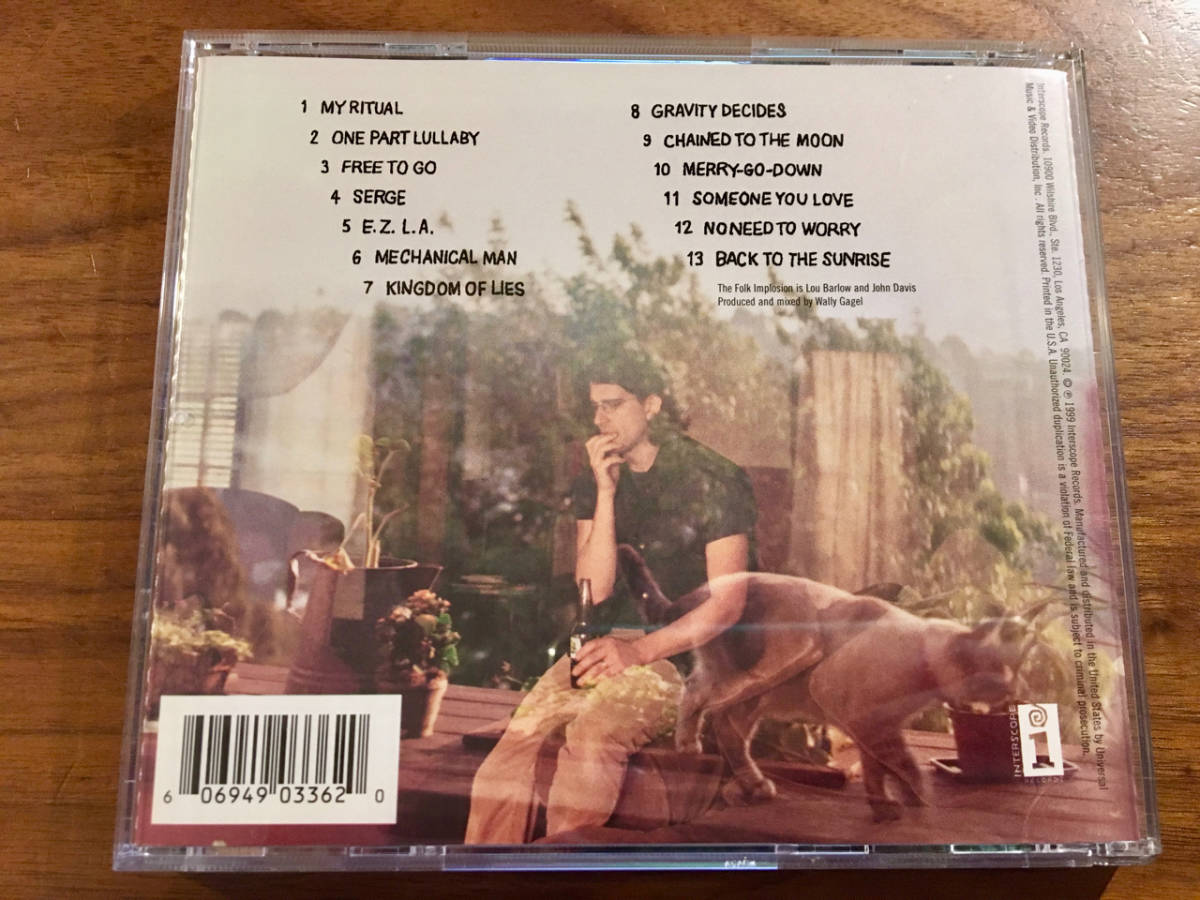 1 MY RITUAL
2 ONE PART LULLABY
3 FREE TO GO
4 SERGE
5 E.Z. L.A.
6 MECHANICAL MAN
7 KINGDOM OF LIES
8 GRAVITY DECIDES
9 CHAINED TO THE MOON
10 MERRY-GO-DOWN
11 SOMEONE YOU LOVE
12 NO NEED TO WORRY
13 BACK TO THE SUNRISE
The Folk Implosion is Lou Barlow and John Davis
Produced and mixed by Wally Gagel
Interscope Records. 10900 Wilshire Blvd., Ste. 1230, Los Angeles, CA 90024. © ℗ 1999 Interscope Records. Manufactured and distributed in the United States by Universal
Music & Video Distribution, Inc. All rights reserved. Printed in the U.S.A. Unauthorized duplication is a violation of Federal law and is subject to criminal prosecution.
INTERSCOPE
RECORDS
6 06949 03362 0